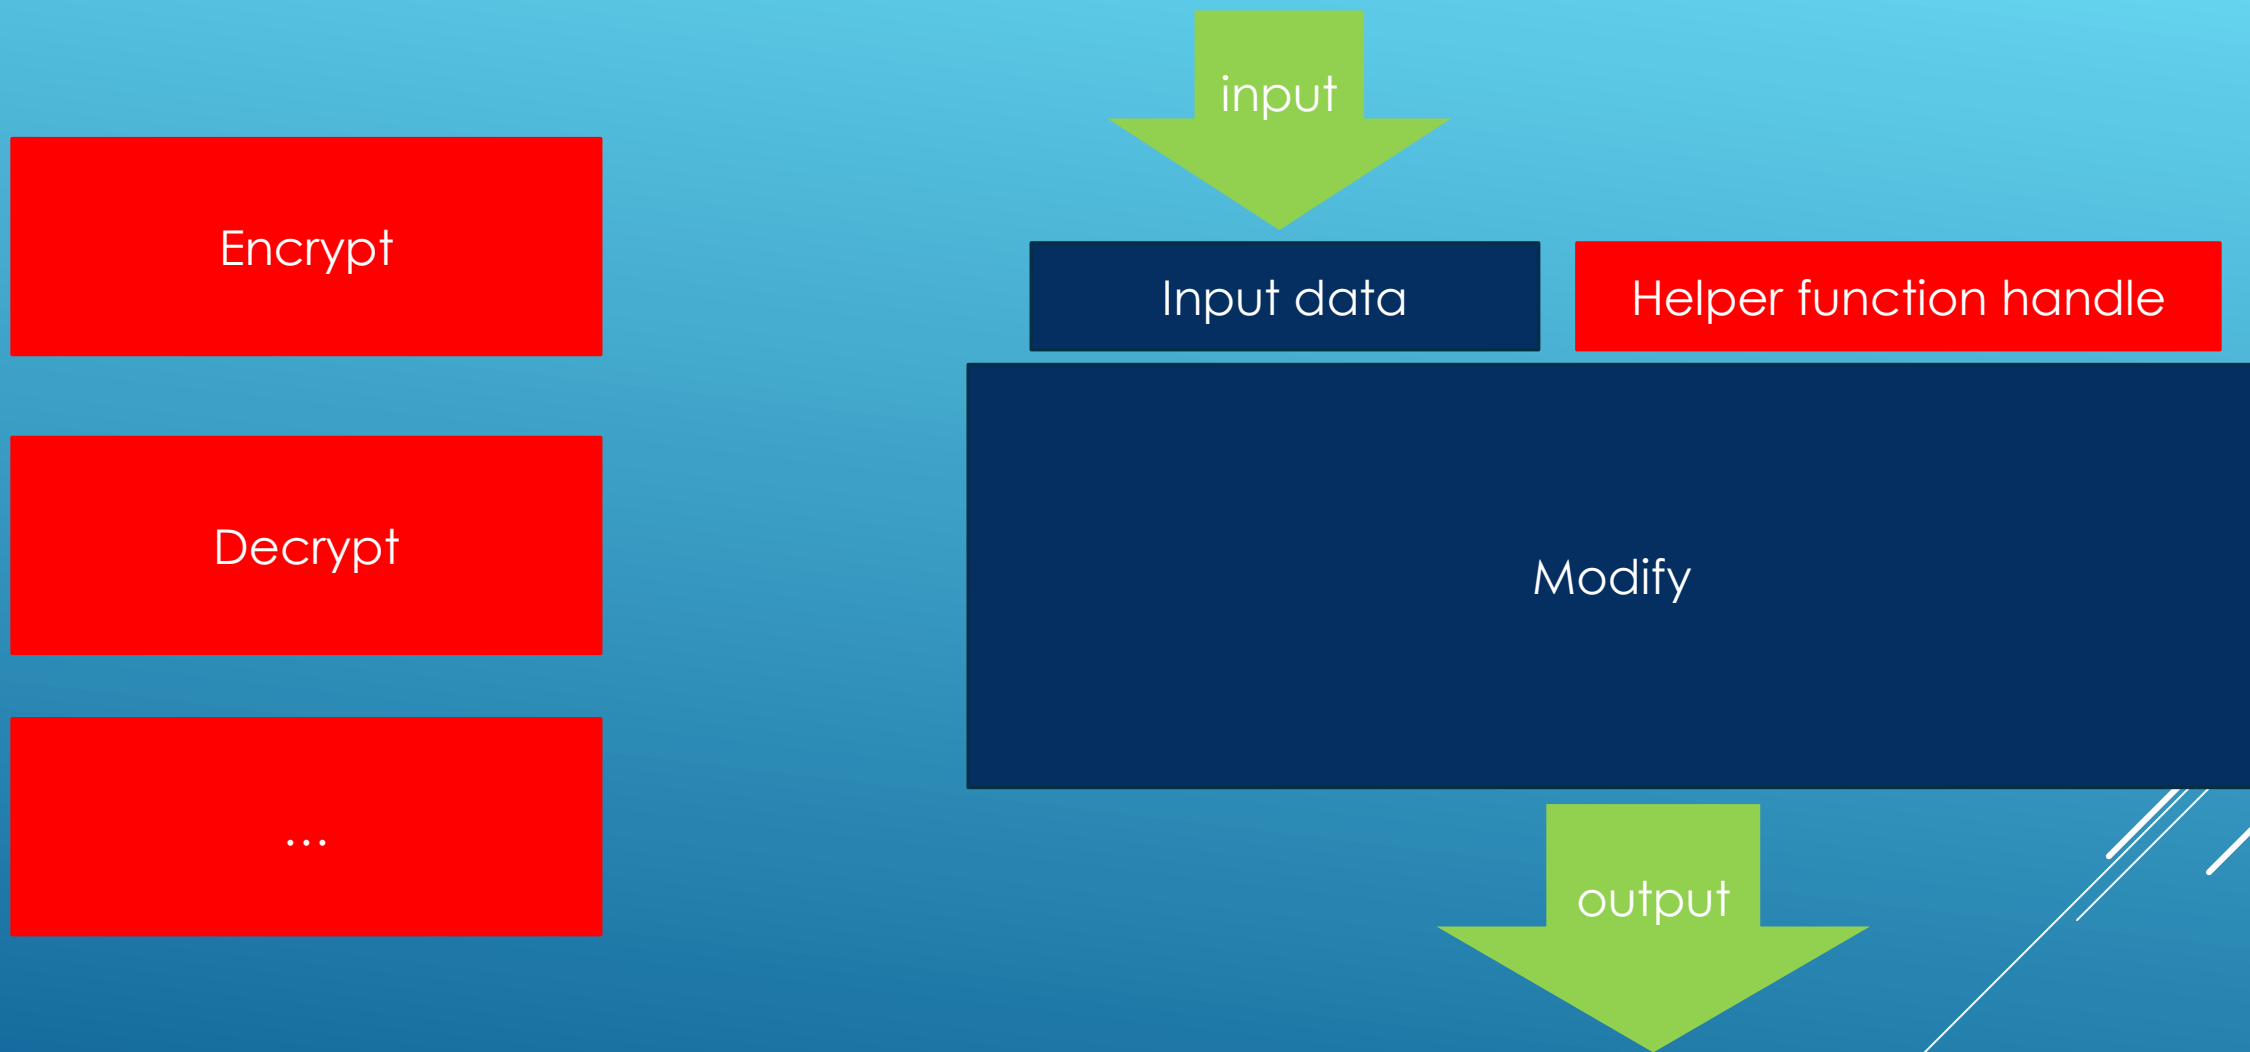 input
Encrypt
Input data
Helper function handle
Decrypt
Modify
...
output